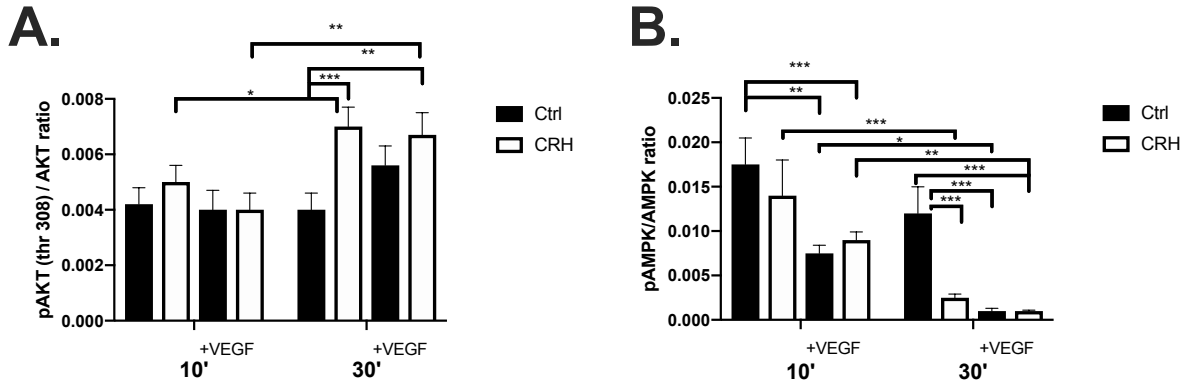 A.
**
**
***
*
pAKT (thr 308) / AKT ratio
0.008
0.006
0.004
0.002
0.000
+VEGF
+VEGF
10'
30'
Ctrl
CRH
B.
***
**
***
*
**
***
***
***
pAMPK/AMPK ratio
0.025
0.020
0.015
0.010
0.005
0.000
+VEGF
+VEGF
10'
30'
Ctrl
CRH